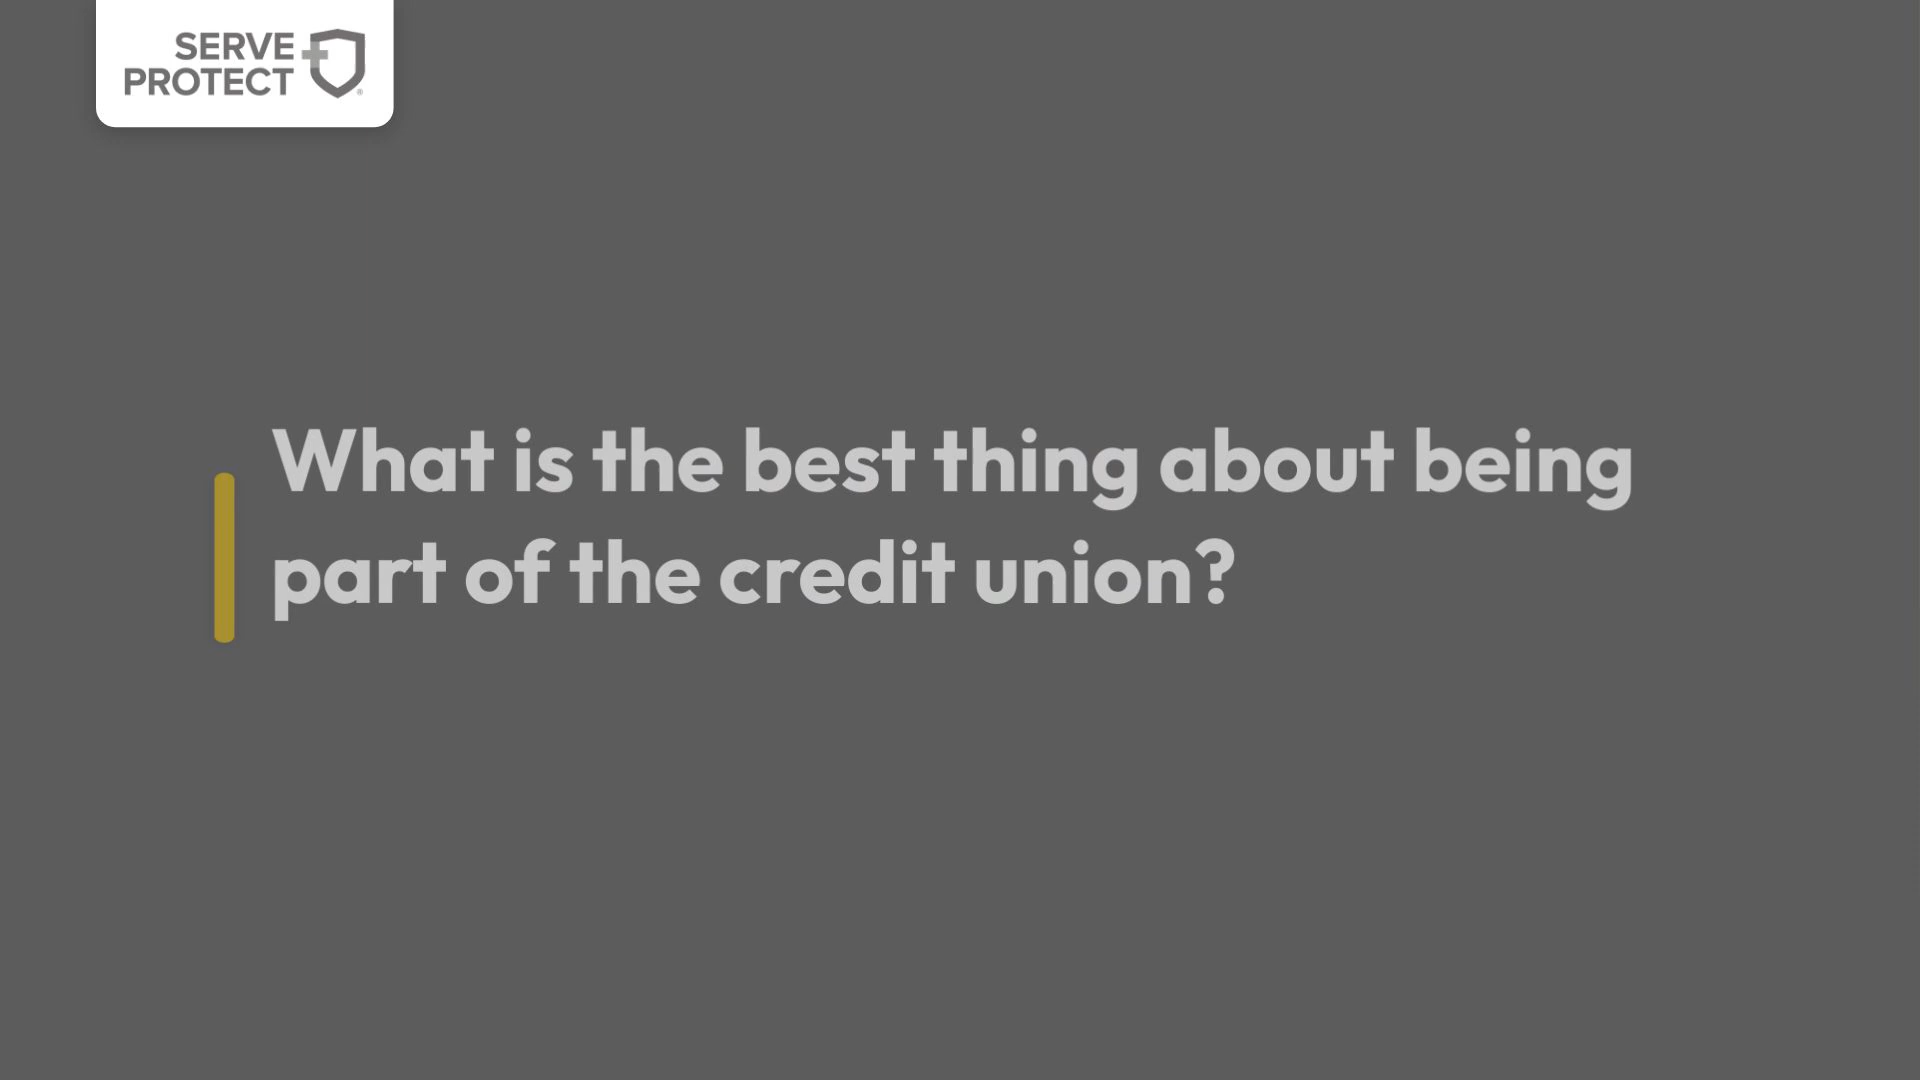 SERVE
PROTECT
What is the best thing about being
part of the credit union?